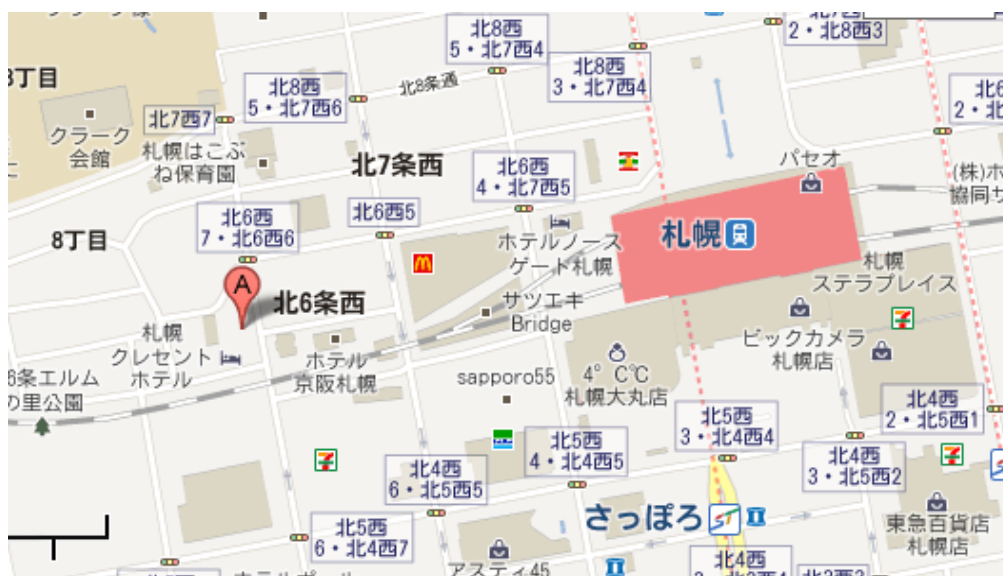 北8西
5・北7西4
2・北8西3
3丁目
北8西
5・北7西6
北8条通
北8西
3・北7西4
クラーク
会館
北7西7
札幌はこぶ
ね保育園
北7条西
北6西
4・北7西5
パセオ
(株)ホ
協同サ
8丁目
北6西
7・北6西6
北6西5
ホテルノース
ゲート札幌
札幌
札幌
ステラプレイス
A
北6条西
サツエキ
Bridge
札幌
クレセント
ホテル
ホテル
京阪札幌
sapporo55
4°C℃
札幌大丸店
ビックカメラ
札幌店
6条エルム
の里公園
北4西
2・北5西1
北5西
3・北4西4
北5西
4・北4西5
北4西
6・北5西5
北4西
3・北5西2
北5西
6・北4西7
さっぽろ
ST
東急百貨店
札幌店
アスティ45
北4西